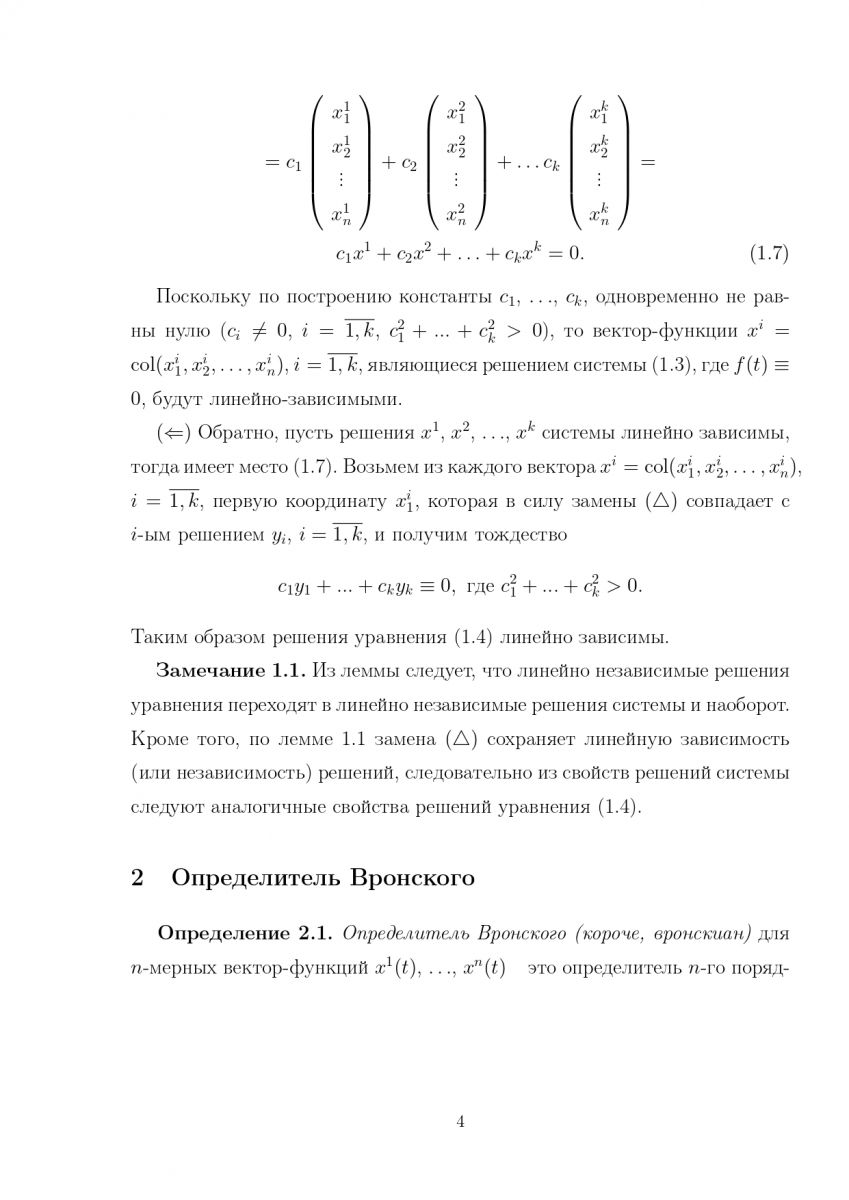 $= c_1 \begin{pmatrix} x_1^1 \\ x_2^1 \\ \vdots \\ x_n^1 \end{pmatrix} + c_2 \begin{pmatrix} x_1^2 \\ x_2^2 \\ \vdots \\ x_n^2 \end{pmatrix} + \ldots c_k \begin{pmatrix} x_1^k \\ x_2^k \\ \vdots \\ x_n^k \end{pmatrix} =$
$c_1x^1 + c_2x^2 + \ldots + c_kx^k = 0.$ (1.7)
Поскольку по построению константы $c_1$, …, $c_k$, одновременно не рав-
ны нулю ($c_i \neq 0$, $i = \overline{1,k}$, $c_1^2 + ... + c_k^2 > 0$), то вектор-функции $x^i =$
$\text{col}(x_1^i, x_2^i, \ldots, x_n^i)$, $i = \overline{1,k}$, являющиеся решением системы (1.3), где $f(t) \equiv$
0, будут линейно-зависимыми.
($\Leftarrow$) Обратно, пусть решения $x^1$, $x^2$, …, $x^k$ системы линейно зависимы,
тогда имеет место (1.7). Возьмем из каждого вектора $x^i = \text{col}(x_1^i, x_2^i, \ldots, x_n^i)$,
$i = \overline{1,k}$, первую координату $x_1^i$, которая в силу замены ($\triangle$) совпадает с
$i$-ым решением $y_i$, $i = \overline{1,k}$, и получим тождество
$c_1y_1 + ... + c_ky_k \equiv 0,$ где $c_1^2 + ... + c_k^2 > 0.$
Таким образом решения уравнения (1.4) линейно зависимы.
Замечание 1.1. Из леммы следует, что линейно независимые решения
уравнения переходят в линейно независимые решения системы и наоборот.
Кроме того, по лемме 1.1 замена ($\triangle$) сохраняет линейную зависимость
(или независимость) решений, следовательно из свойств решений системы
следуют аналогичные свойства решений уравнения (1.4).
2 Определитель Вронского
Определение 2.1. Определитель Вронского (короче, вронскиан) для
$n$-мерных вектор-функций $x^1(t)$, …, $x^n(t)$ это определитель $n$-го поряд-
4